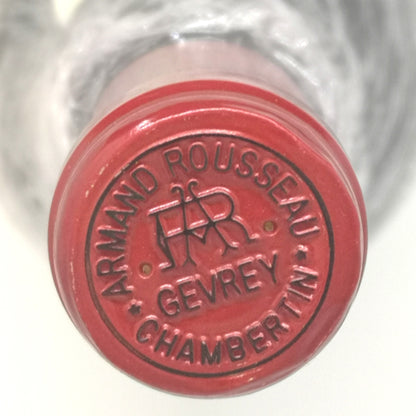 ARMAND ROUSSEAU
AR
GEVREY
* CHAMBERTIN *